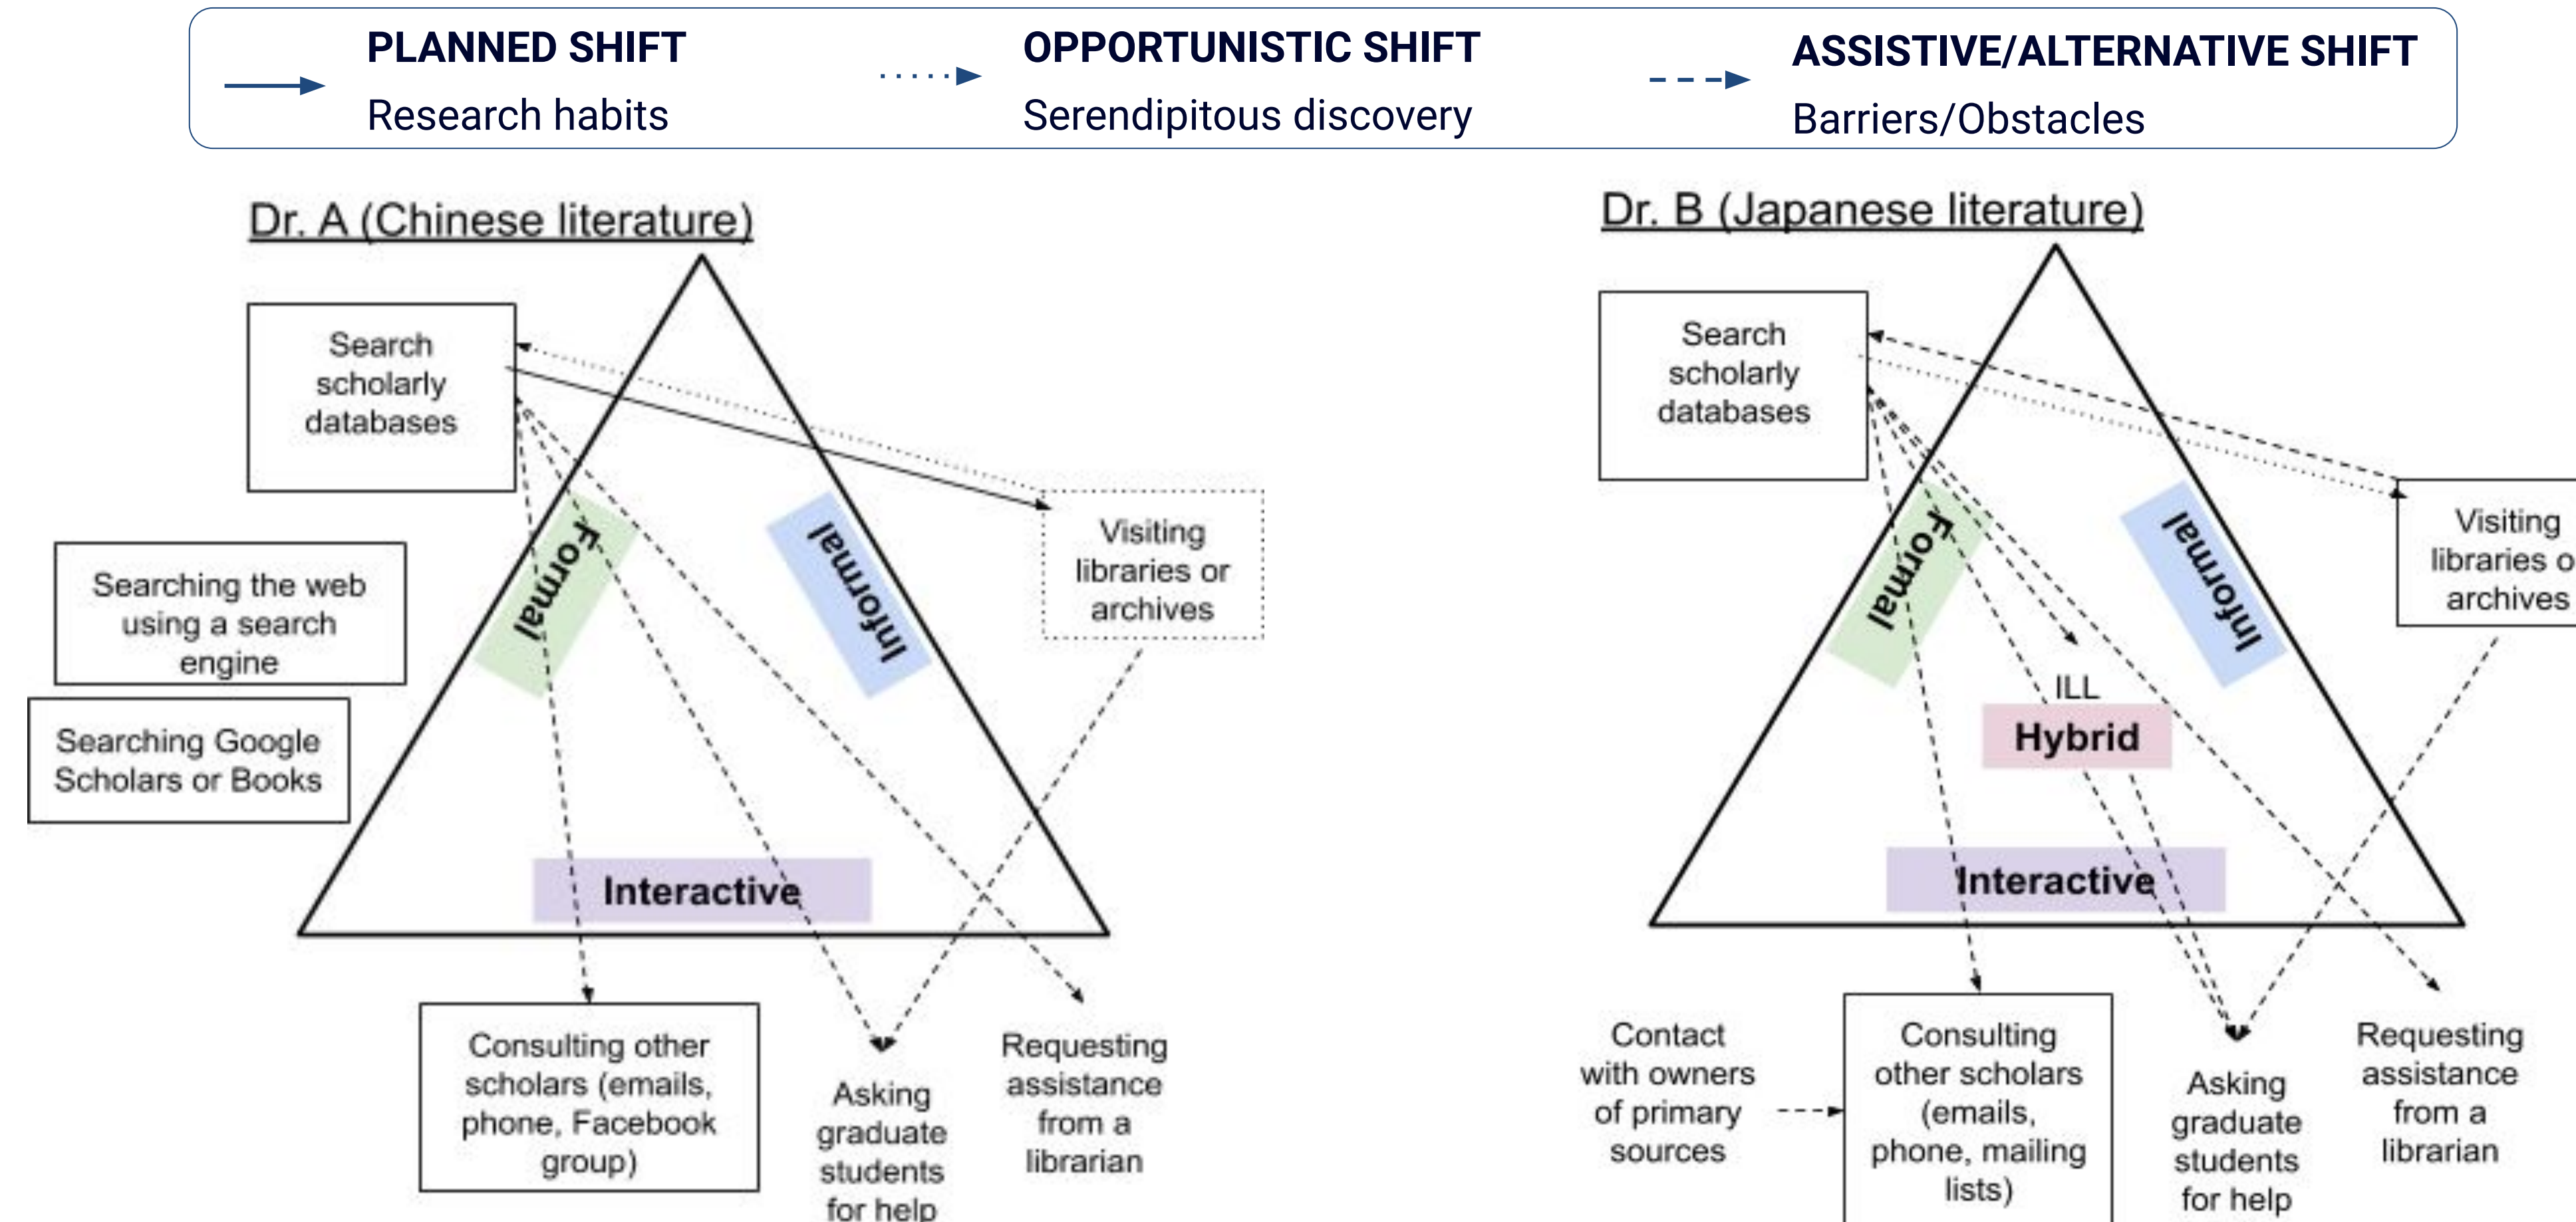 PLANNED SHIFT
Research habits
OPPORTUNISTIC SHIFT
Serendipitous discovery
ASSISTIVE/ALTERNATIVE SHIFT
Barriers/Obstacles
Dr. A (Chinese literature)
Search
scholarly
databases
Searching the web
using a search
engine
Searching Google
Scholars or Books
Formal
Informal
Visiting
libraries or
archives
Interactive
Consulting other
scholars (emails,
phone, Facebook
group)
Asking
graduate
students
for help
Requesting
assistance
from a
librarian
Dr. B (Japanese literature)
Search
scholarly
databases
Formal
Informal
Visiting
libraries o
archives
ILL
Hybrid
Interactive
Contact
with owners
of primary
sources
Consulting
other scholars
(emails,
phone, mailing
lists)
Asking
graduate
students
for help
Requesting
assistance
from a
librarian